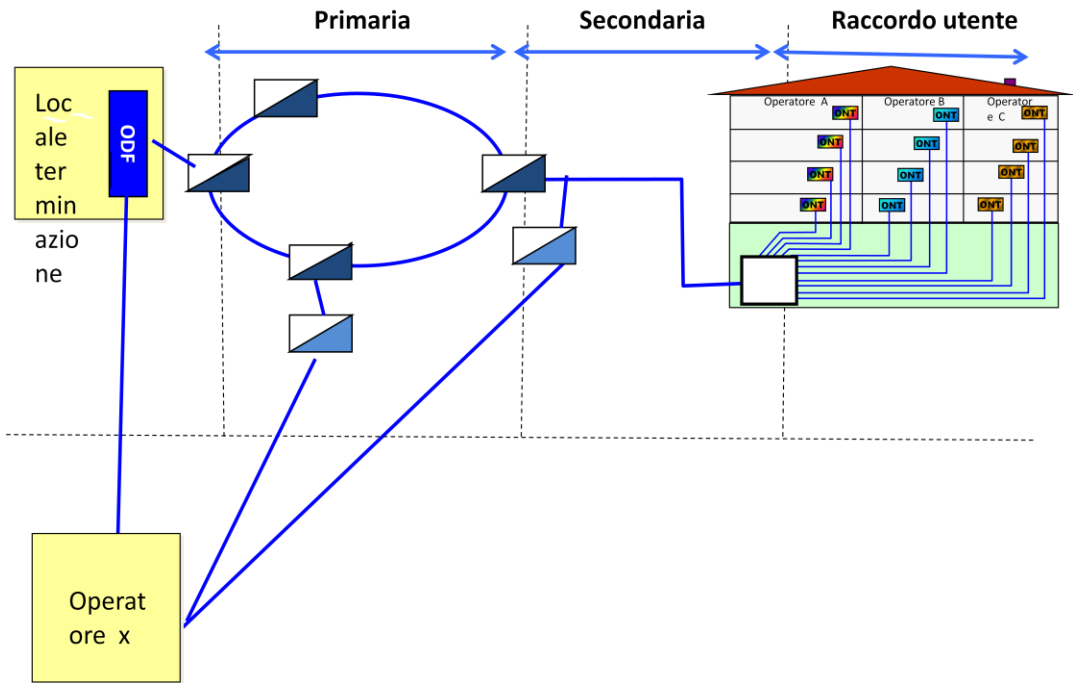 Primaria
Secondaria
Raccordo utente
Loc
ale
ter
min
azio
ne
ODF
Operatore A
Operatore B
Operator
e C
ONT
ONT
ONT
ONT
ONT
ONT
ONT
ONT
ONT
ONT
ONT
ONT
Operat
ore x